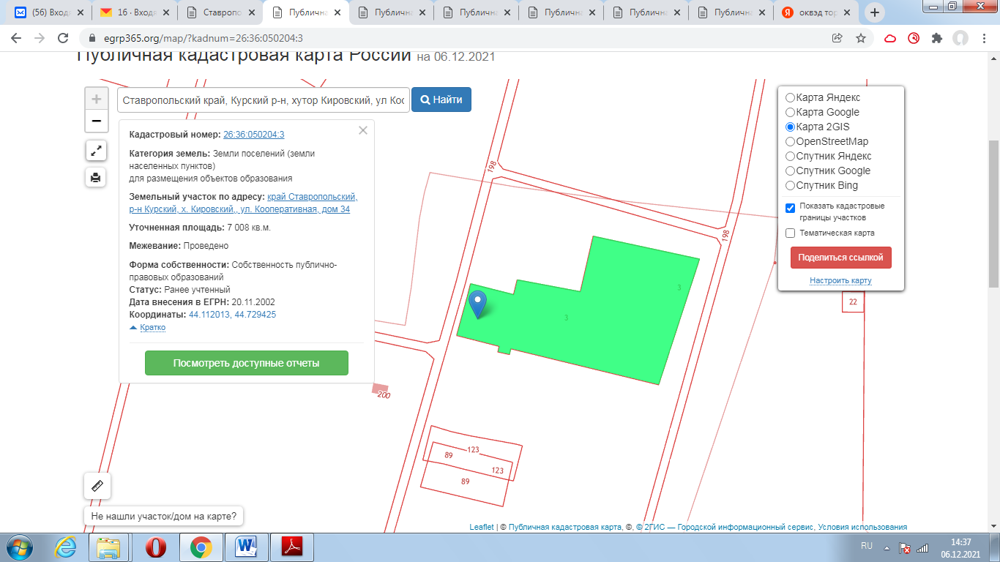 (56) Входя
16 · Входя
Ставропо
Публична
Публична
Публична
Публична
Публична
Публична
оквэд тор
egrp365.org/map/?kadnum=26:36:050204:3
Публичная кадастровая карта России на 06.12.2021
Ставропольский край, Курский р-н, хутор Кировский, ул Коо
Найти
Кадастровый номер: 26:36:050204:3
Категория земель: Земли поселений (земли
населенных пунктов)
для размещения объектов образования
Земельный участок по адресу: край Ставропольский,
р-н Курский, х. Кировский,, ул. Кооперативная, дом 34
Уточненная площадь: 7 008 кв.м.
Межевание: Проведено
Форма собственности: Собственность публично-
правовых образований
Статус: Ранее учтенный
Дата внесения в ЕГРН: 20.11.2002
Координаты: 44.112013, 44.729425
Кратко
Посмотреть доступные отчеты
Карта Яндекс
Карта Google
Карта 2GIS
OpenStreetMap
Спутник Яндекс
Спутник Google
Спутник Bing
Показать кадастровые
границы участков
Тематическая карта
Поделиться ссылкой
Настроить карту
198
198
3
3
22
200
123
89
123
89
Не нашли участок/дом на карте?
Leaflet | © Публичная кадастровая карта, ©, © 2ГИС — Городской информационный сервис, Условия использования
RU
14:37
06.12.2021